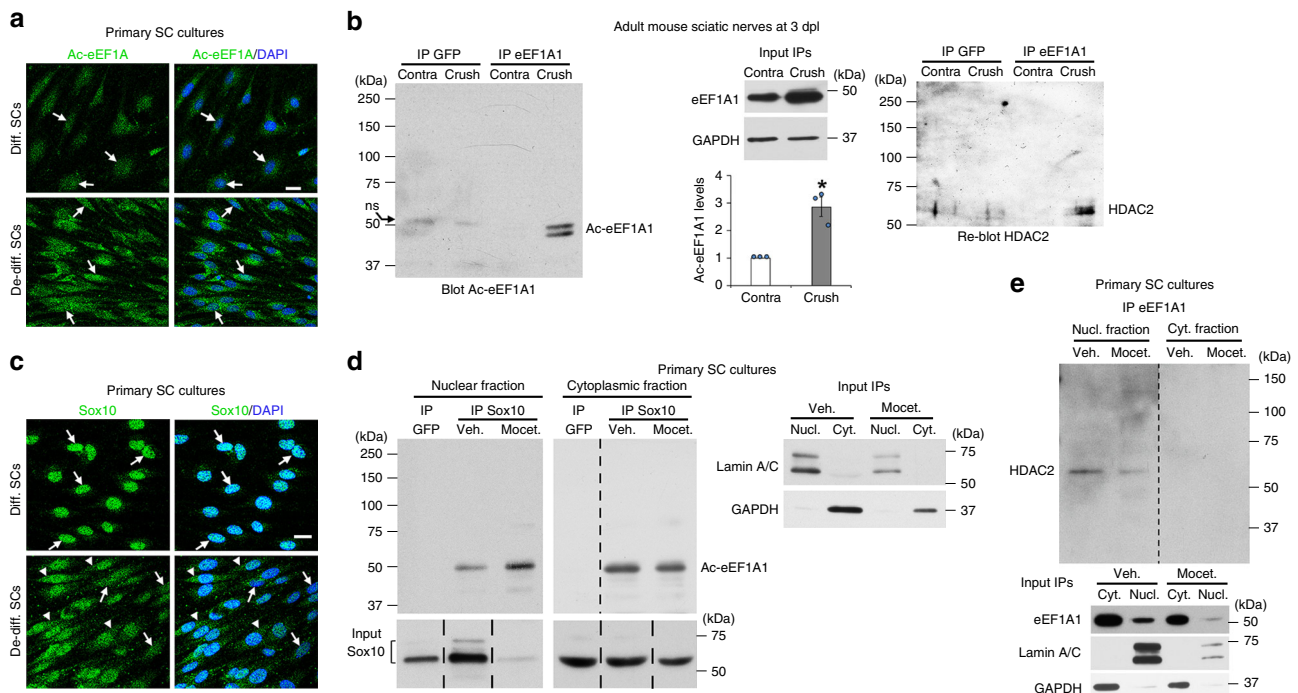 a
Primary SC cultures
Ac-eEF1A Ac-eEF1A/DAPI
Diff. SCs
De-diff. SCs
b
Adult mouse sciatic nerves at 3 dpl
IP GFP IP eEF1A1
(kDa) Contra Crush Contra Crush
250
150
100
75
ns
50
37
Ac-eEF1A1
Blot Ac-eEF1A1
Input IPs
Contra Crush (kDa)
eEF1A1 50
GAPDH 37
Ac-eEF1A1 levels
4
3
2
1
0
*
Contra Crush
IP GFP IP eEF1A1
(kDa) Contra Crush Contra Crush
250
150
100
75
50
HDAC2
Re-blot HDAC2
c
Primary SC cultures
Sox10 Sox10/DAPI
Diff. SCs
De-diff. SCs
d
Primary SC cultures
Nuclear fraction Cytoplasmic fraction
IP GFP IP Sox10 IP GFP IP Sox10
(kDa) Veh. Mocet. Veh. Mocet.
250
150
100
75
50
37
Ac-eEF1A1
(kDa)
Input Sox10
75
50
Input IPs
Veh. Mocet.
Nucl. Cyt. Nucl. Cyt. (kDa)
Lamin A/C 75
50
GAPDH 37
e
Primary SC cultures
IP eEF1A1
Nucl. fraction Cyt. fraction
Veh. Mocet. Veh. Mocet. (kDa)
150
100
75
HDAC2
50
37
Input IPs Veh. Mocet.
Cyt. Nucl. Cyt. Nucl. (kDa)
eEF1A1 50
Lamin A/C 75
GAPDH 37